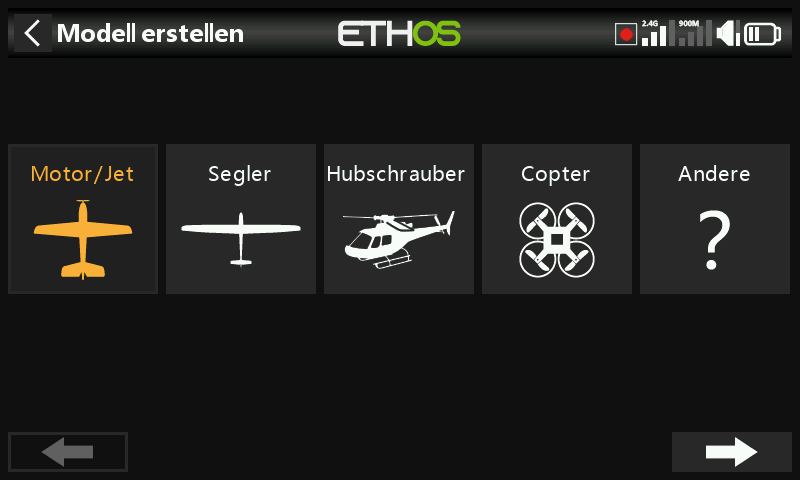 Modell erstellen
ETHOS
2.4G
900M
Motor/Jet
Segler
Hubschrauber
Copter
Andere
?